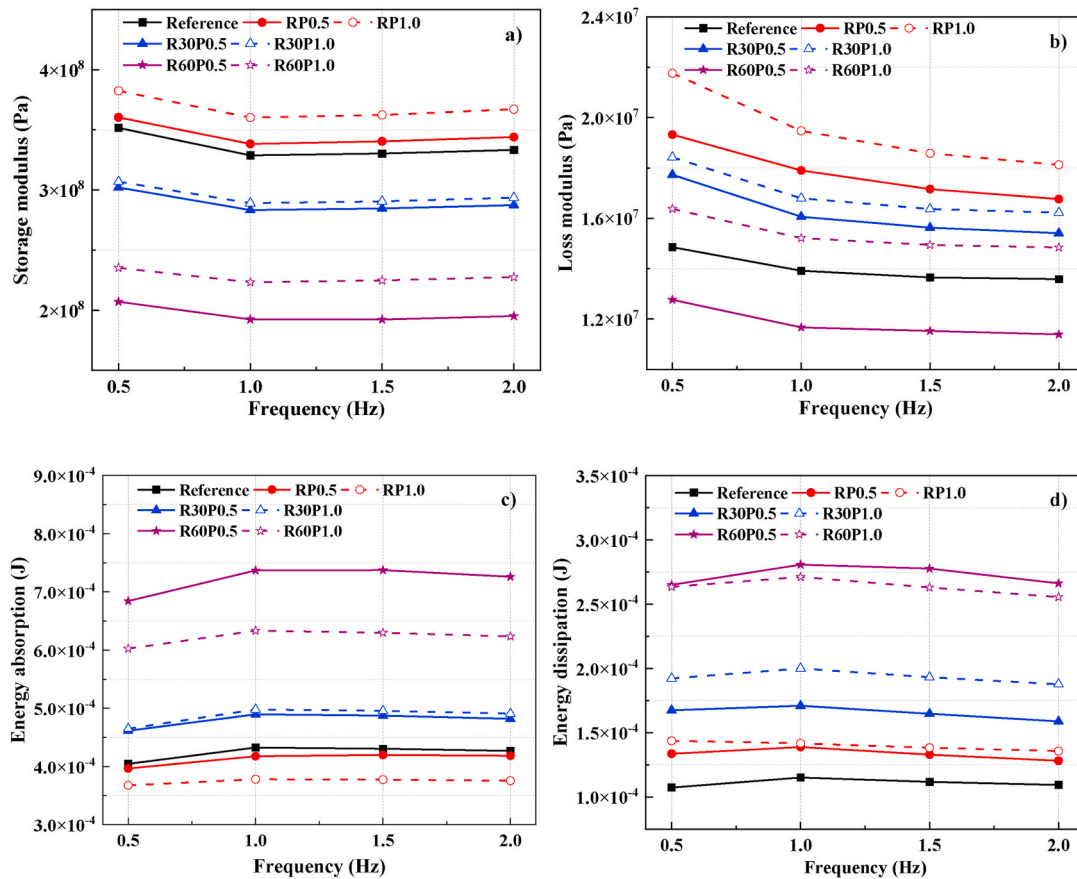 Reference RP0.5 RP1.0
R30P0.5 R30P1.0
R60P0.5 R60P1.0
a)
4×10⁸
3×10⁸
2×10⁸
Storage modulus (Pa)
0.5 1.0 1.5 2.0
Frequency (Hz)
Reference RP0.5 RP1.0
R30P0.5 R30P1.0
R60P0.5 R60P1.0
b)
2.4×10⁷
2.0×10⁷
1.6×10⁷
1.2×10⁷
Loss modulus (Pa)
0.5 1.0 1.5 2.0
Frequency (Hz)
Reference RP0.5 RP1.0
R30P0.5 R30P1.0
R60P0.5 R60P1.0
c)
9.0×10⁻⁴
8.0×10⁻⁴
7.0×10⁻⁴
6.0×10⁻⁴
5.0×10⁻⁴
4.0×10⁻⁴
3.0×10⁻⁴
Energy absorption (J)
0.5 1.0 1.5 2.0
Frequency (Hz)
Reference RP0.5 RP1.0
R30P0.5 R30P1.0
R60P0.5 R60P1.0
d)
3.5×10⁻⁴
3.0×10⁻⁴
2.5×10⁻⁴
2.0×10⁻⁴
1.5×10⁻⁴
1.0×10⁻⁴
Energy dissipation (J)
0.5 1.0 1.5 2.0
Frequency (Hz)